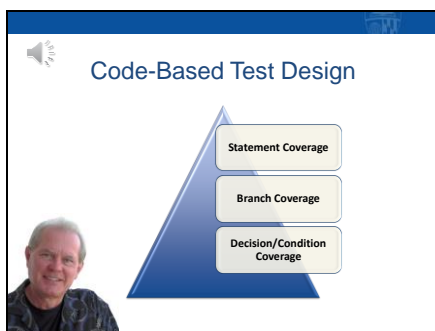 Code-Based Test Design
Statement Coverage
Branch Coverage
Decision/Condition
Coverage